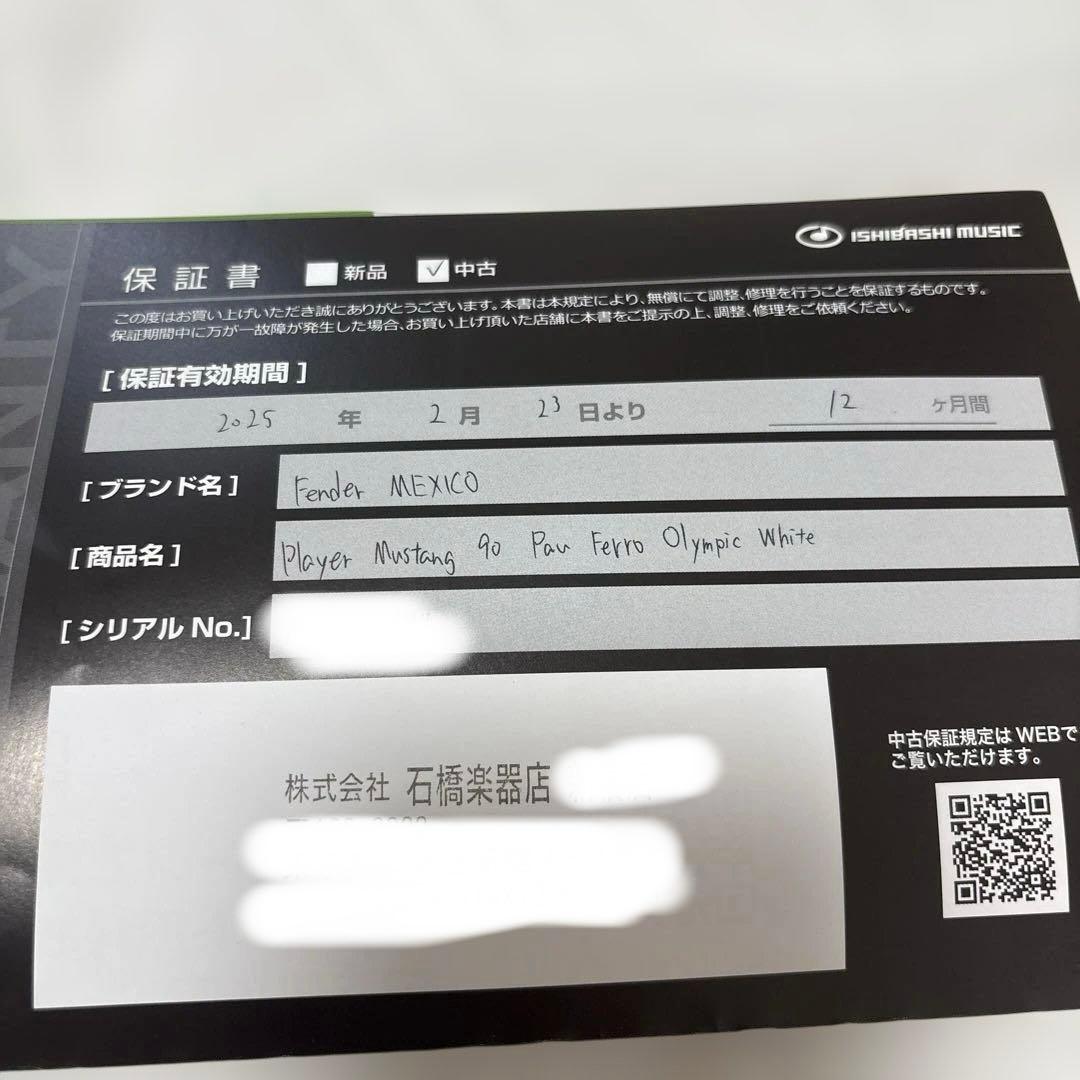 ISHIBASHI MUSIC
保証書 新品 ✓ 中古
この度はお買い上げいただき誠にありがとうございます。本書は本規定により、無償にて調整、修理を行うことを保証するものです。
保証期間中に万が一故障が発生した場合、お買い上げ頂いた店舗に本書をご提示の上、調整、修理をご依頼ください。
[ 保証有効期間 ]
2025 年 2 月 23 日より 12 ヶ月間
[ ブランド名 ] Fender MEXICO
[ 商品名 ] Player Mustang 90 Pau Ferro Olympic White
[ シリアル No.]
株式会社 石橋楽器店
中古保証規定は WEBで
ご覧いただけます。